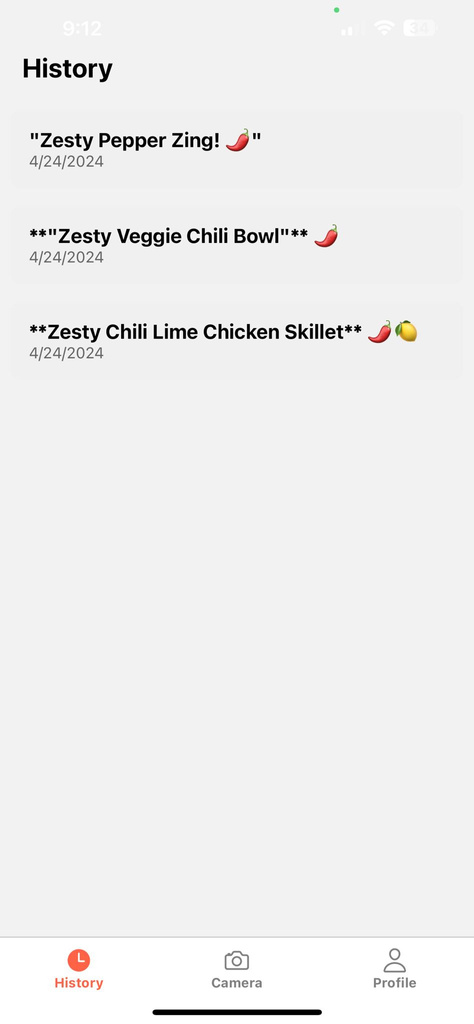 9:12
34
History
"Zesty Pepper Zing! 🌶️"
4/24/2024
**"Zesty Veggie Chili Bowl"** 🌶️
4/24/2024
**Zesty Chili Lime Chicken Skillet** 🌶️🍋
4/24/2024
History
Camera
Profile